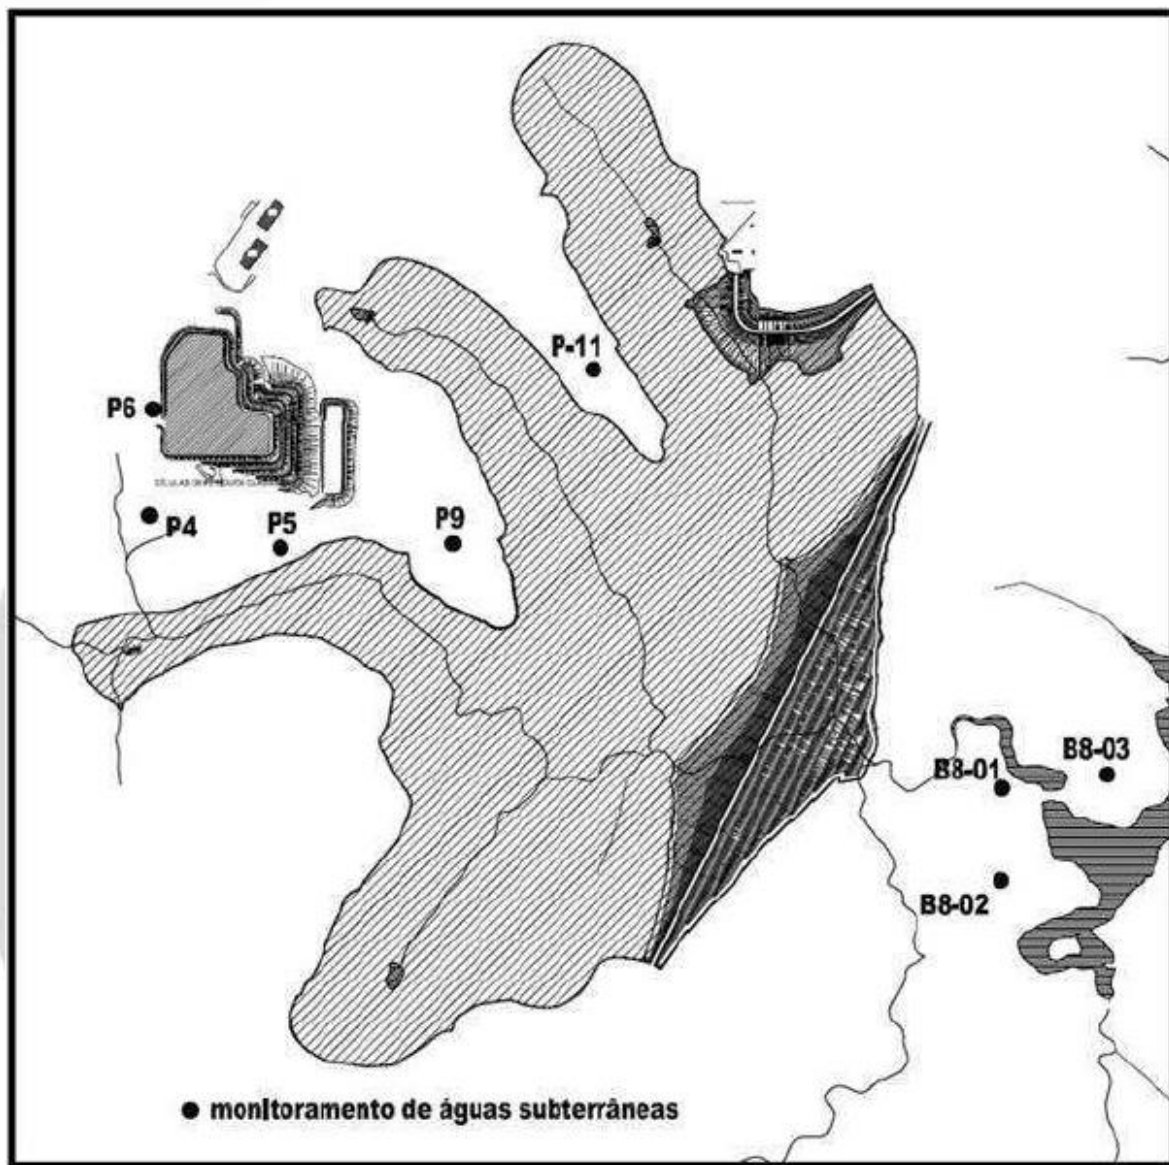 P-11
P6
P4
P5
P9
B8-01
B8-03
B8-02
● monitoramento de águas subterrâneas